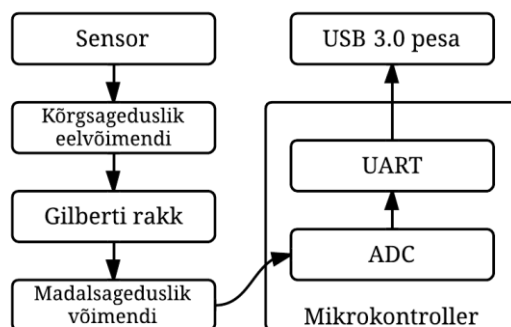 Sensor
Kõrgsageduslik
eelvõimendi
Gilberti rakk
Madalsageduslik
võimendi
USB 3.0 pesa
UART
ADC
Mikrokontroller